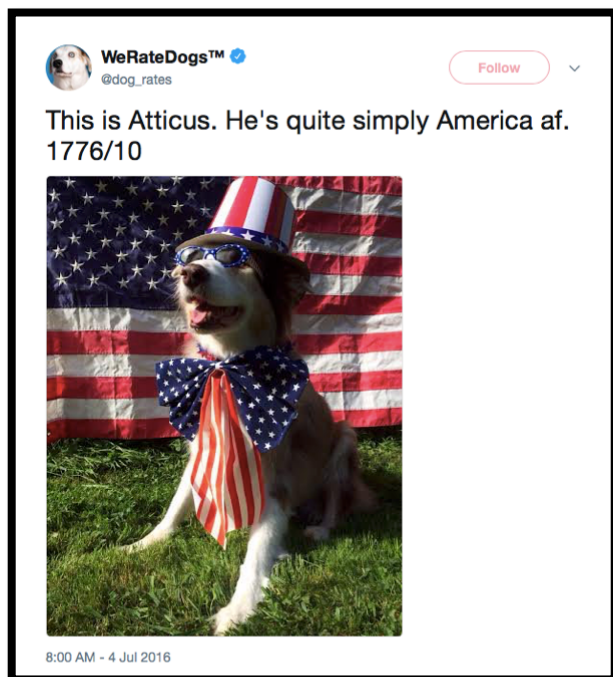 WeRateDogs™
@dog_rates
Follow
This is Atticus. He's quite simply America af.
1776/10
8:00 AM - 4 Jul 2016